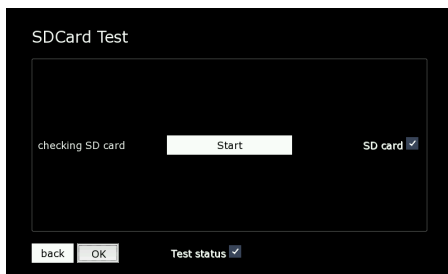 SDCard Test
checking SD card Start SD card
back OK Test status